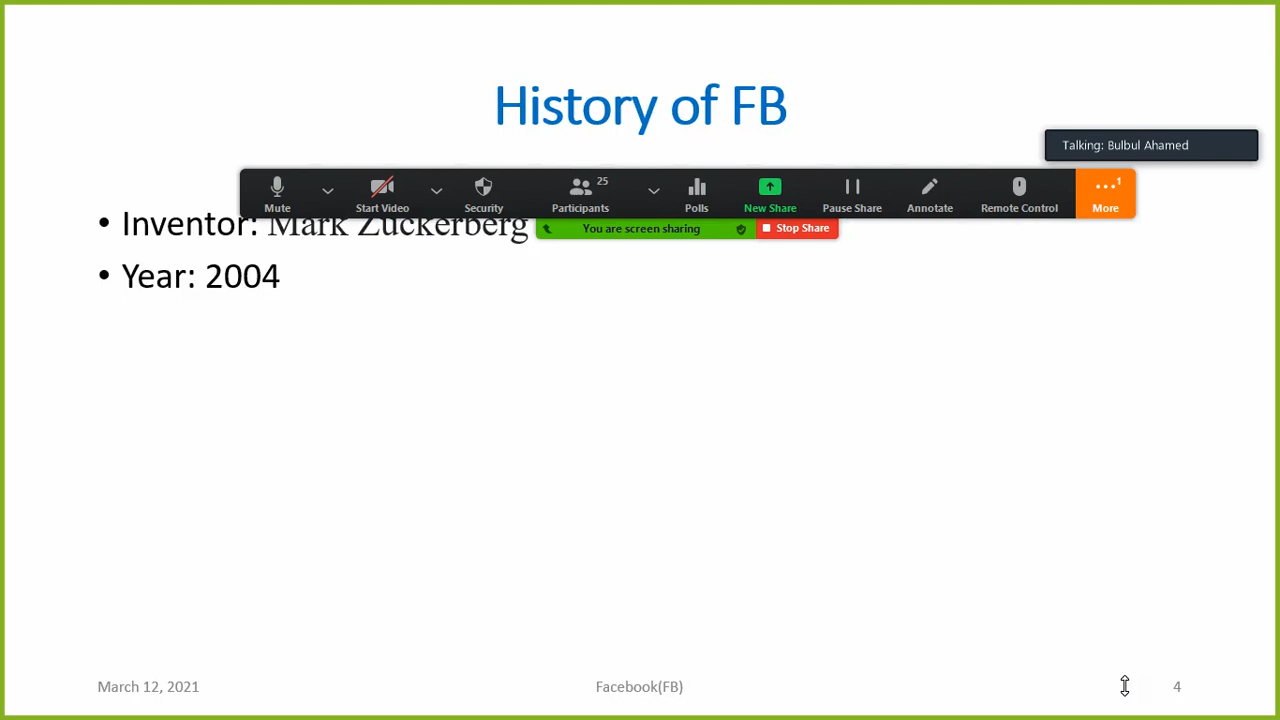 History of FB
Talking: Bulbul Ahamed
25
1
Mute
Start Video
Security
Participants
Polls
New Share
Pause Share
Annotate
Remote Control
More
• Inventor: Mark Zuckerberg
You are screen sharing
Stop Share
• Year: 2004
March 12, 2021
Facebook(FB)
4